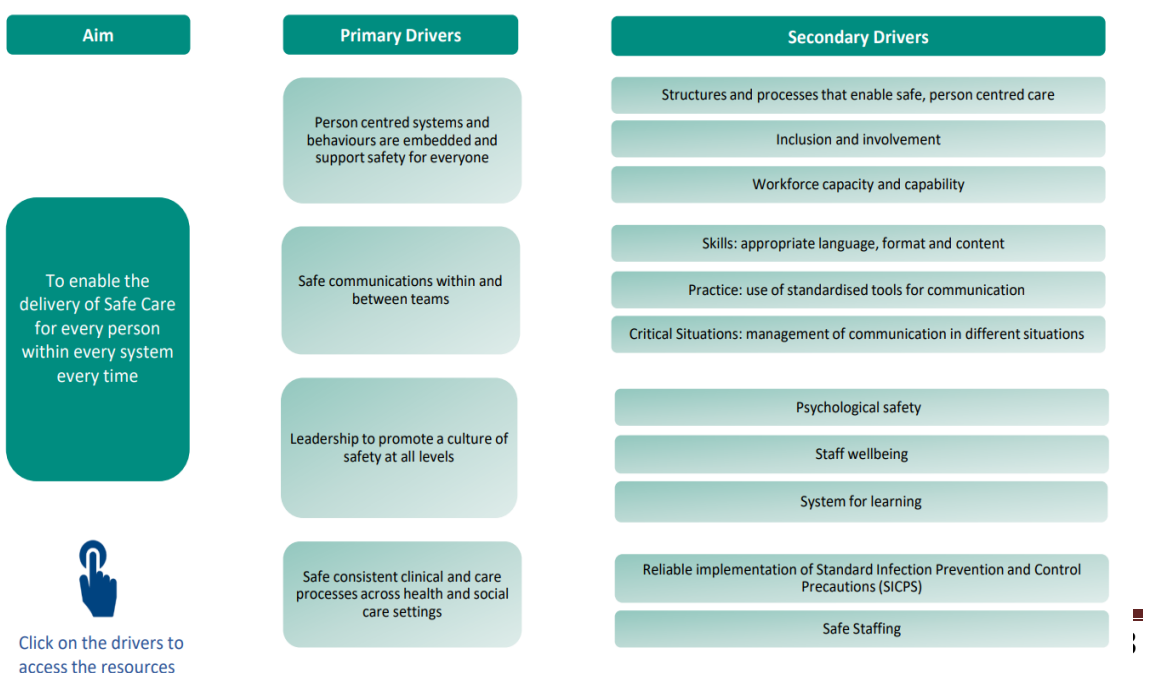 Aim
Primary Drivers
Secondary Drivers
To enable the
delivery of Safe Care
for every person
within every system
every time
Person centred systems and
behaviours are embedded and
support safety for everyone
Structures and processes that enable safe, person centred care
Inclusion and involvement
Workforce capacity and capability
Safe communications within and
between teams
Skills: appropriate language, format and content
Practice: use of standardised tools for communication
Critical Situations: management of communication in different situations
Leadership to promote a culture of
safety at all levels
Psychological safety
Staff wellbeing
System for learning
Safe consistent clinical and care
processes across health and social
care settings
Reliable implementation of Standard Infection Prevention and Control
Precautions (SICPS)
Safe Staffing
Click on the drivers to
access the resources